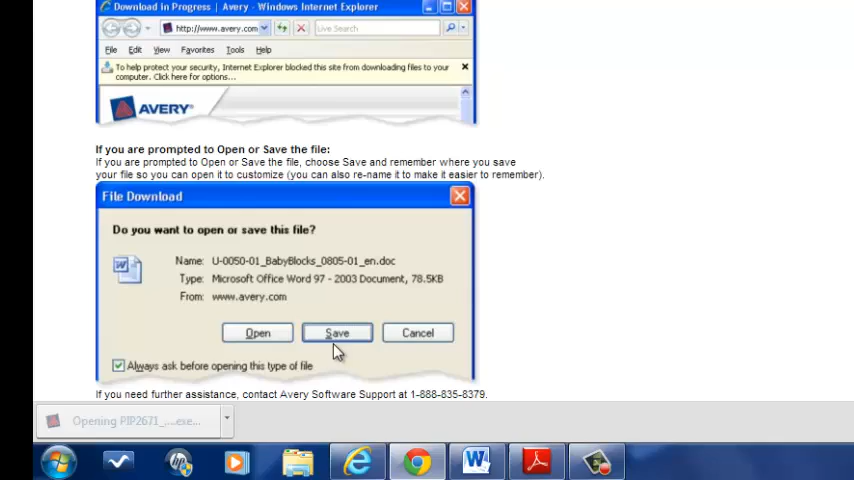 Download in Progress | Avery - Windows Internet Explorer
http://www.avery.com
Live Search
File Edit View Favorites Tools Help
To help protect your security, Internet Explorer blocked this site from downloading files to your
computer. Click here for options...
AVERY
If you are prompted to Open or Save the file:
If you are prompted to Open or Save the file, choose Save and remember where you save
your file so you can open it to customize (you can also re-name it to make it easier to remember).
File Download
Do you want to open or save this file?
Name: U-0050-01_BabyBlocks_0805-01_en.doc
Type: Microsoft Office Word 97 - 2003 Document, 78.5KB
From: www.avery.com
Open Save Cancel
Always ask before opening this type of file
If you need further assistance, contact Avery Software Support at 1-888-835-8379.
Opening PIP2671_....exe...